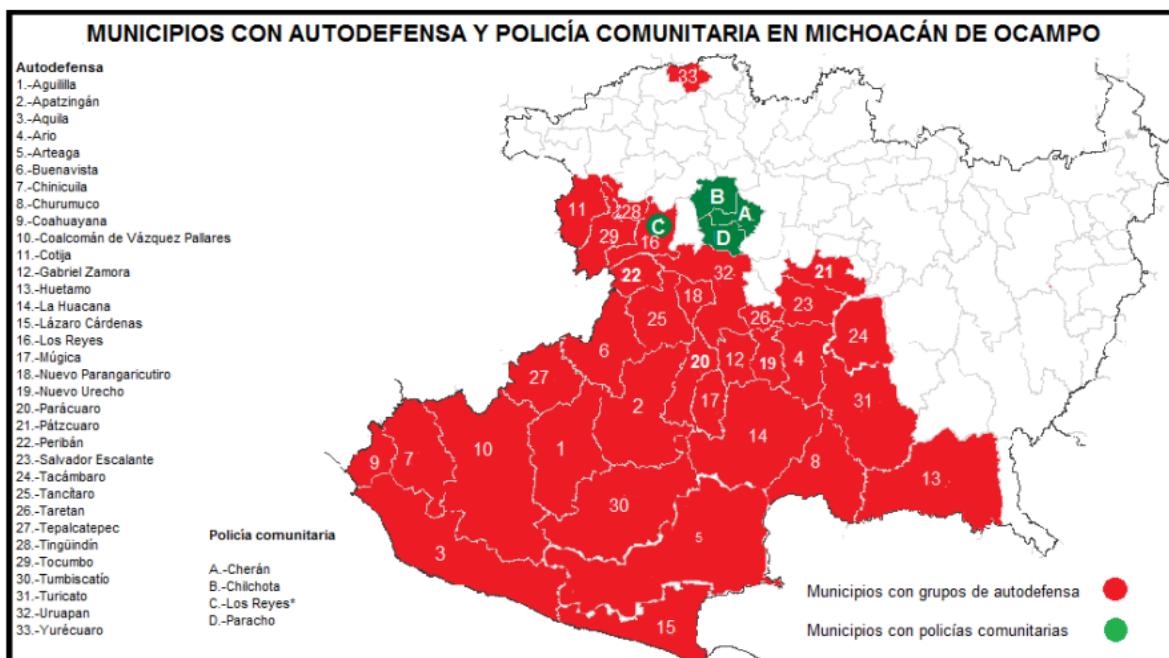 MUNICIPIOS CON AUTODEFENSA Y POLICÍA COMUNITARIA EN MICHOACÁN DE OCAMPO
Autodefensa
1.-Aguililla
2.-Apatzingán
3.-Aquila
4.-Ario
5.-Arteaga
6.-Buenavista
7.-Chinicuila
8.-Churumuco
9.-Coahuayana
10.-Coalcomán de Vázquez Pallares
11.-Cotija
12.-Gabriel Zamora
13.-Huetamo
14.-La Huacana
15.-Lázaro Cárdenas
16.-Los Reyes
17.-Múgica
18.-Nuevo Parangaricutiro
19.-Nuevo Urecho
20.-Parácuaro
21.-Pátzcuaro
22.-Peribán
23.-Salvador Escalante
24.-Tacámbaro
25.-Tancítaro
26.-Taretan
27.-Tepalcatepec
28.-Tingüindín
29.-Tocumbo
30.-Tumbiscatío
31.-Turicato
32.-Uruapan
33.-Yurécuaro
Policía comunitaria
A.-Cherán
B.-Chilchota
C.-Los Reyes*
D.-Paracho
33
B
11
28
A
C
29
16
D
22
32
21
18
23
25
26
24
6
20
12
19
4
27
2
17
31
10
1
14
9
7
8
13
30
3
5
15
Municipios con grupos de autodefensa
Municipios con policías comunitarias